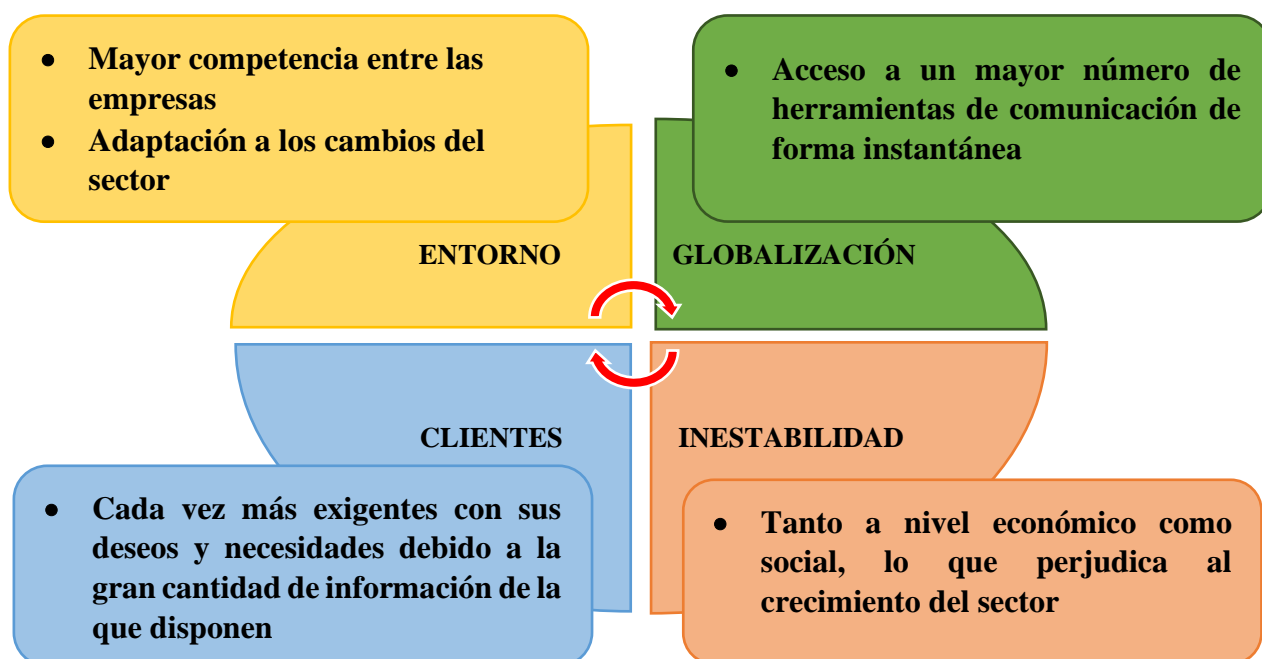 • Mayor competencia entre las
empresas
• Adaptación a los cambios del
sector
ENTORNO
• Acceso a un mayor número de
herramientas de comunicación de
forma instantánea
GLOBALIZACIÓN
CLIENTES
• Cada vez más exigentes con sus
deseos y necesidades debido a la
gran cantidad de información de la
que disponen
INESTABILIDAD
• Tanto a nivel económico como
social, lo que perjudica al
crecimiento del sector